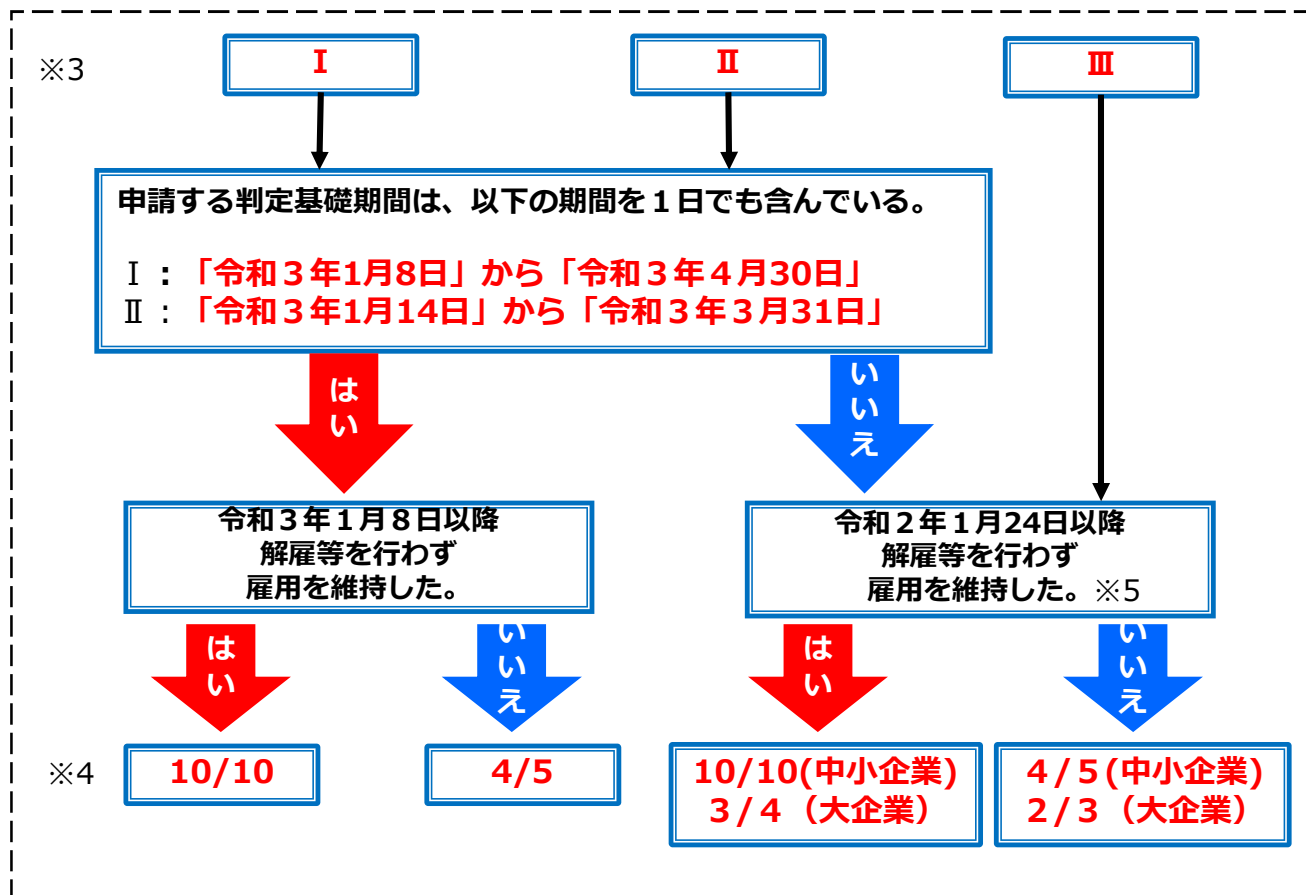 ※3
Ⅰ
Ⅱ
Ⅲ
申請する判定基礎期間は、以下の期間を１日でも含んでいる。
Ⅰ：「令和３年1月8日」から「令和３年４月30日」
Ⅱ：「令和３年1月14日」から「令和３年３月31日」
はい
いいえ
令和３年１月８日以降
解雇等を行わず
雇用を維持した。
令和２年１月24日以降
解雇等を行わず
雇用を維持した。※5
はい
いいえ
はい
いいえ
※4
10/10
4/5
10/10(中小企業)
３/４（大企業）
４/５(中小企業)
２/３（大企業）